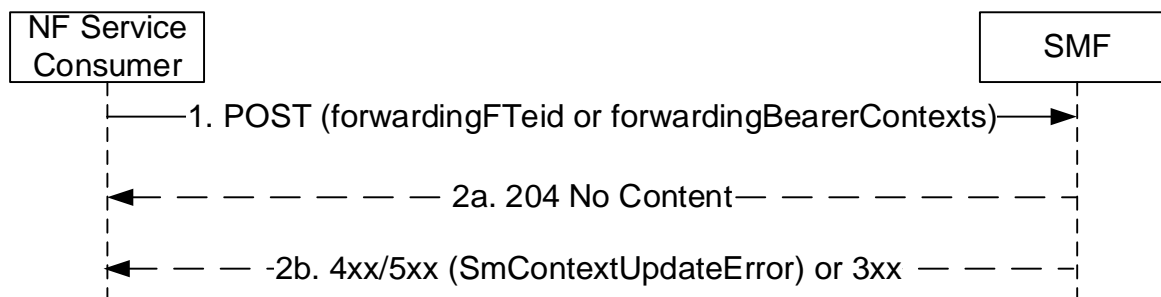 NF Service
Consumer
SMF
1. POST (forwardingFTeid or forwardingBearerContexts)
2a. 204 No Content
2b. 4xx/5xx (SmContextUpdateError) or 3xx